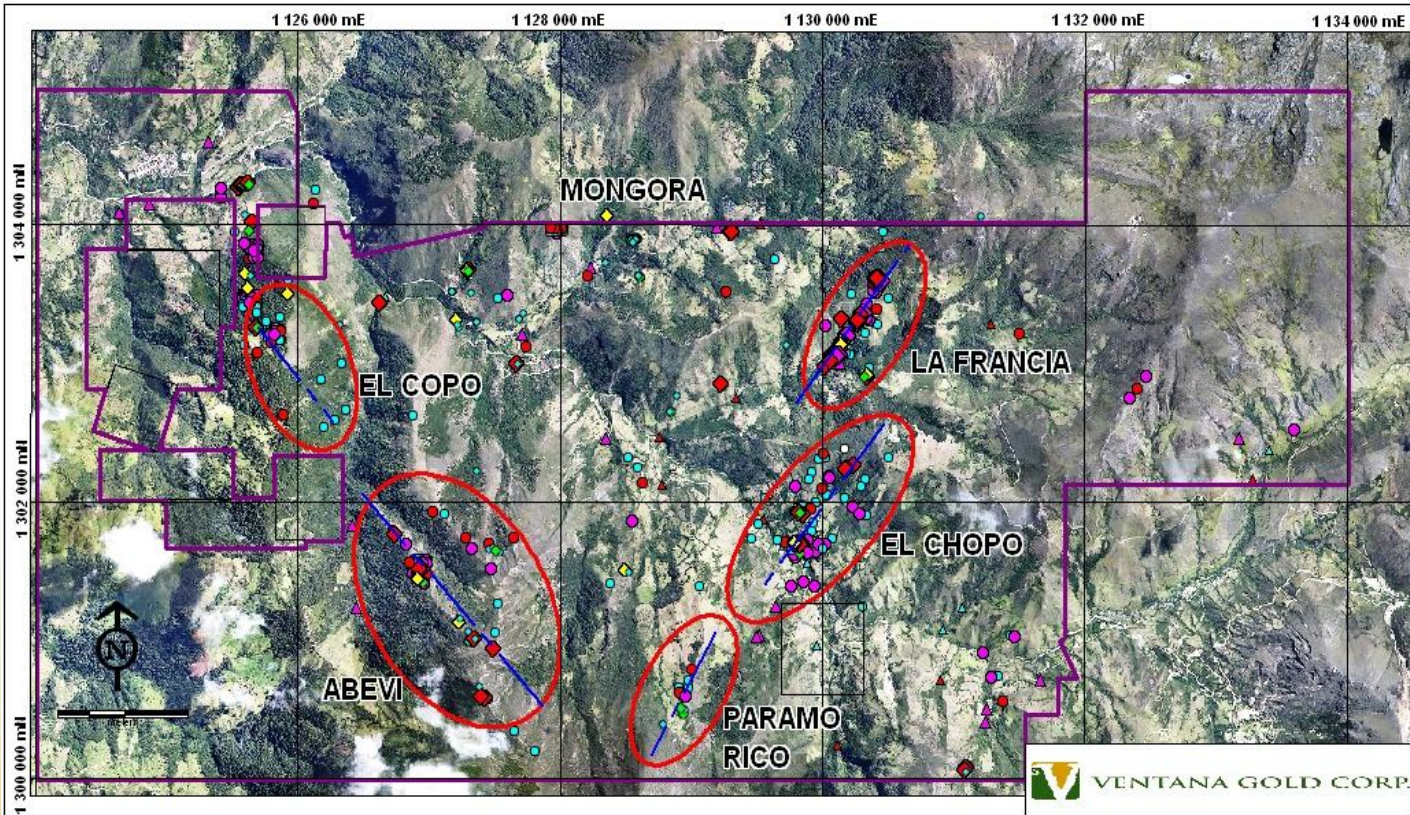 1 126 000 mE
1 128 000 mE
1 130 000 mE
1 132 000 mE
1 134 000 mE
1 304 000 mN
1 302 000 mN
1 300 000 mN
MONGORA
LA FRANCIA
EL COPO
EL CHOPO
N
ABEVI
PARAMO
RICO
VENTANA GOLD CORP.